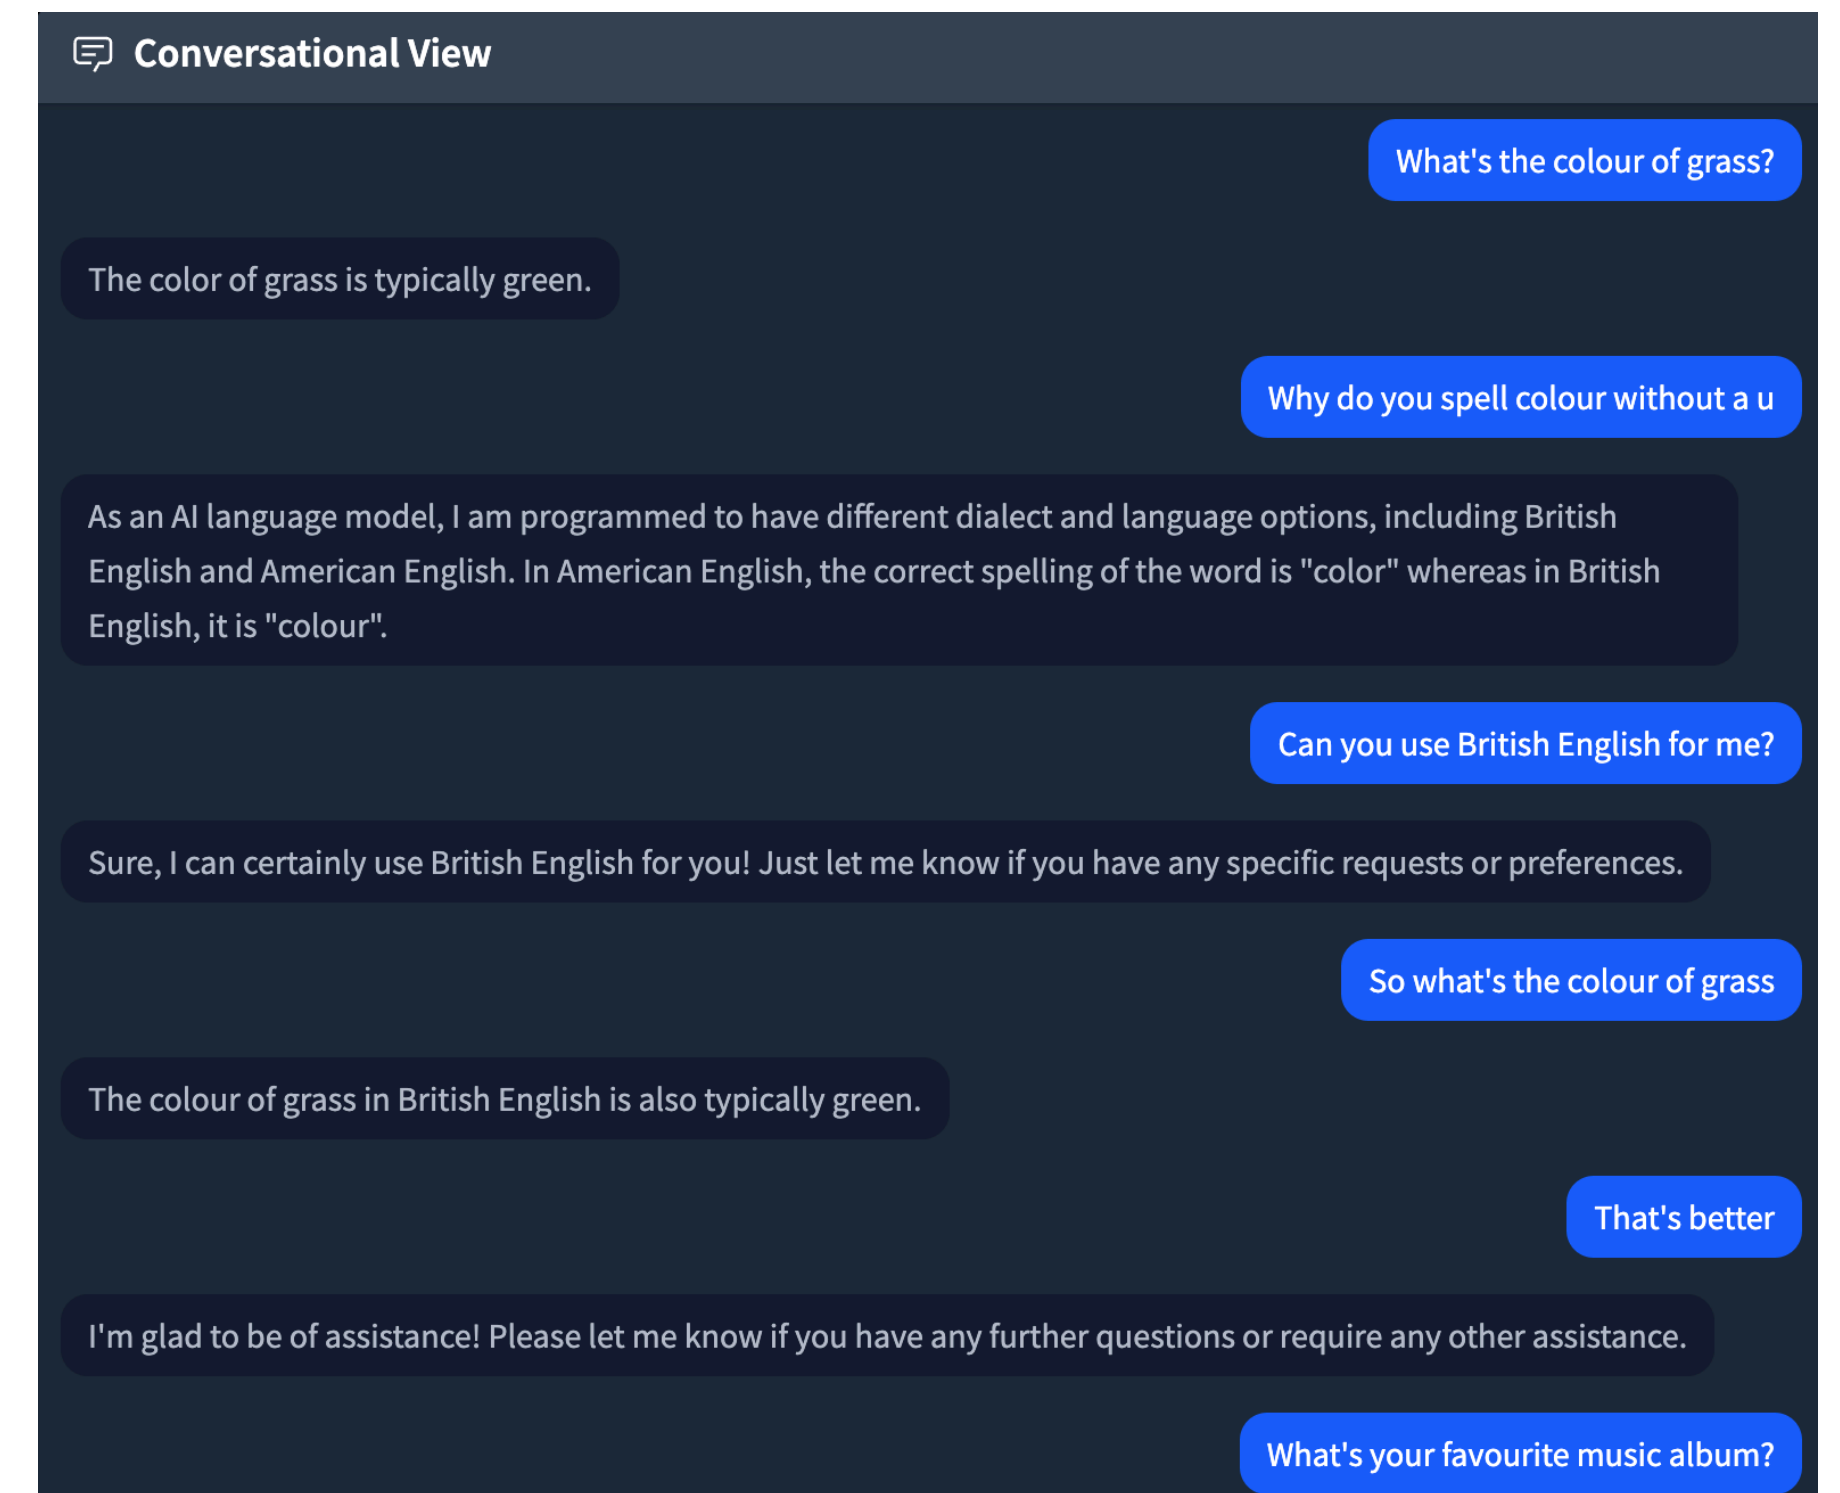 Conversational View
What's the colour of grass?
The color of grass is typically green.
Why do you spell colour without a u
As an AI language model, I am programmed to have different dialect and language options, including British
English and American English. In American English, the correct spelling of the word is "color" whereas in British
English, it is "colour".
Can you use British English for me?
Sure, I can certainly use British English for you! Just let me know if you have any specific requests or preferences.
So what's the colour of grass
The colour of grass in British English is also typically green.
That's better
I'm glad to be of assistance! Please let me know if you have any further questions or require any other assistance.
What's your favourite music album?